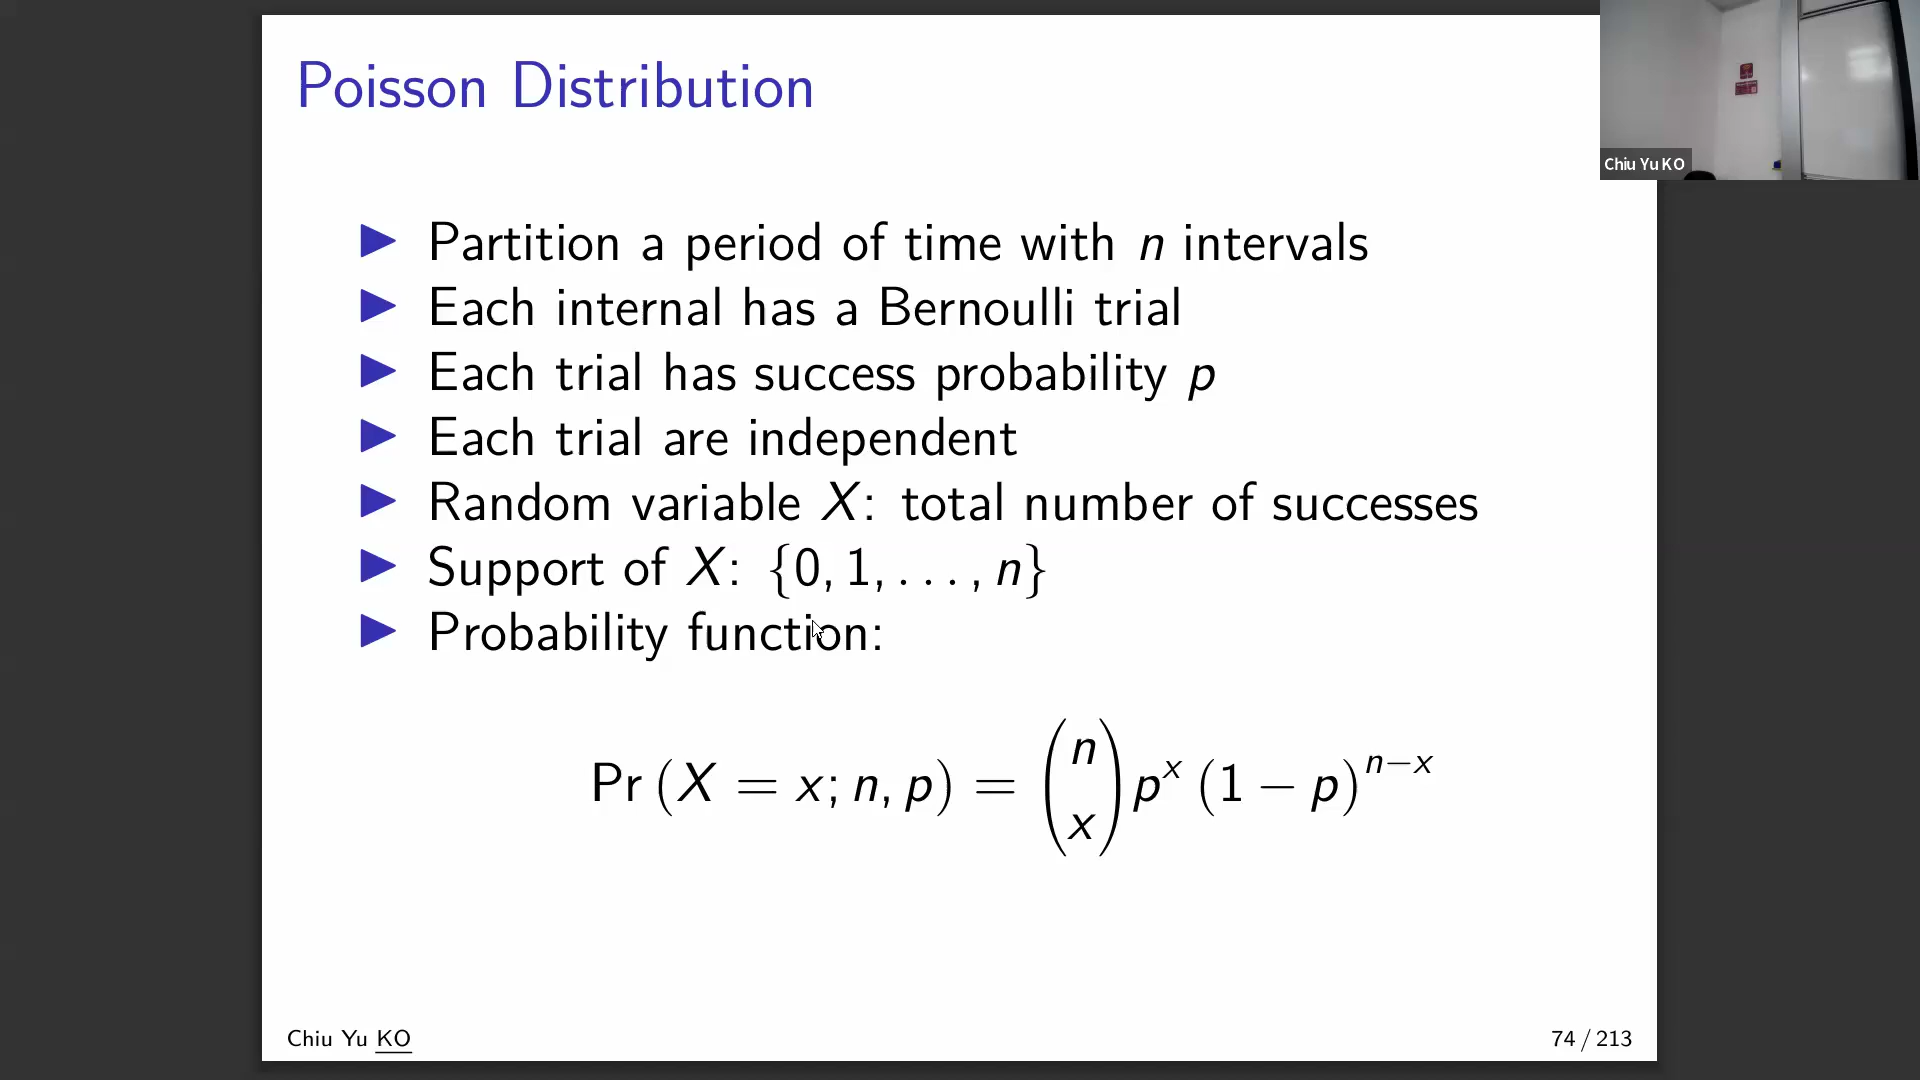 Poisson Distribution
Chiu Yu KO
▶ Partition a period of time with n intervals
▶ Each internal has a Bernoulli trial
▶ Each trial has success probability p
▶ Each trial are independent
▶ Random variable X: total number of successes
▶ Support of X: {0, 1, . . . , n}
▶ Probability function:
Pr (X = x; n, p) = (n x) p^x (1 − p)^{n−x}
Chiu Yu KO
74 / 213